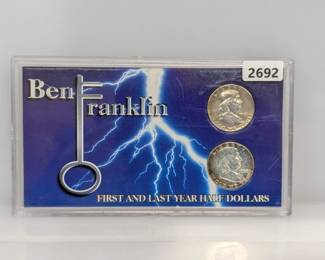 2692
Ben Franklin
FIRST AND LAST YEAR HALF DOLLARS